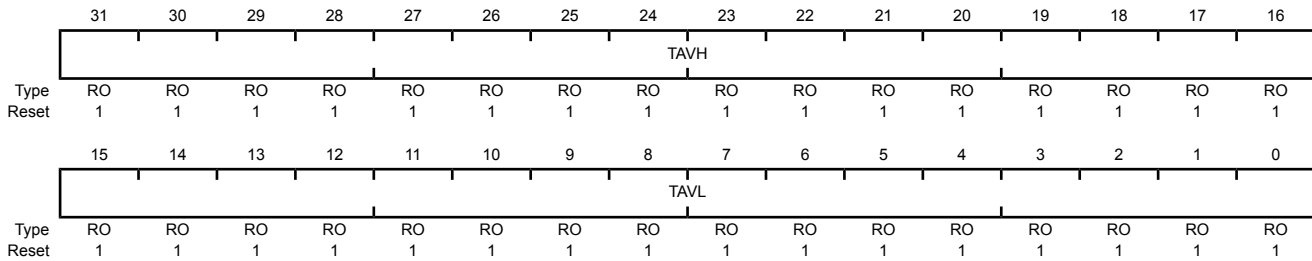 31 30 29 28 27 26 25 24 23 22 21 20 19 18 17 16
TAVH
Type RO RO RO RO RO RO RO RO RO RO RO RO RO RO RO RO
Reset 1 1 1 1 1 1 1 1 1 1 1 1 1 1 1 1
15 14 13 12 11 10 9 8 7 6 5 4 3 2 1 0
TAVL
Type RO RO RO RO RO RO RO RO RO RO RO RO RO RO RO RO
Reset 1 1 1 1 1 1 1 1 1 1 1 1 1 1 1 1